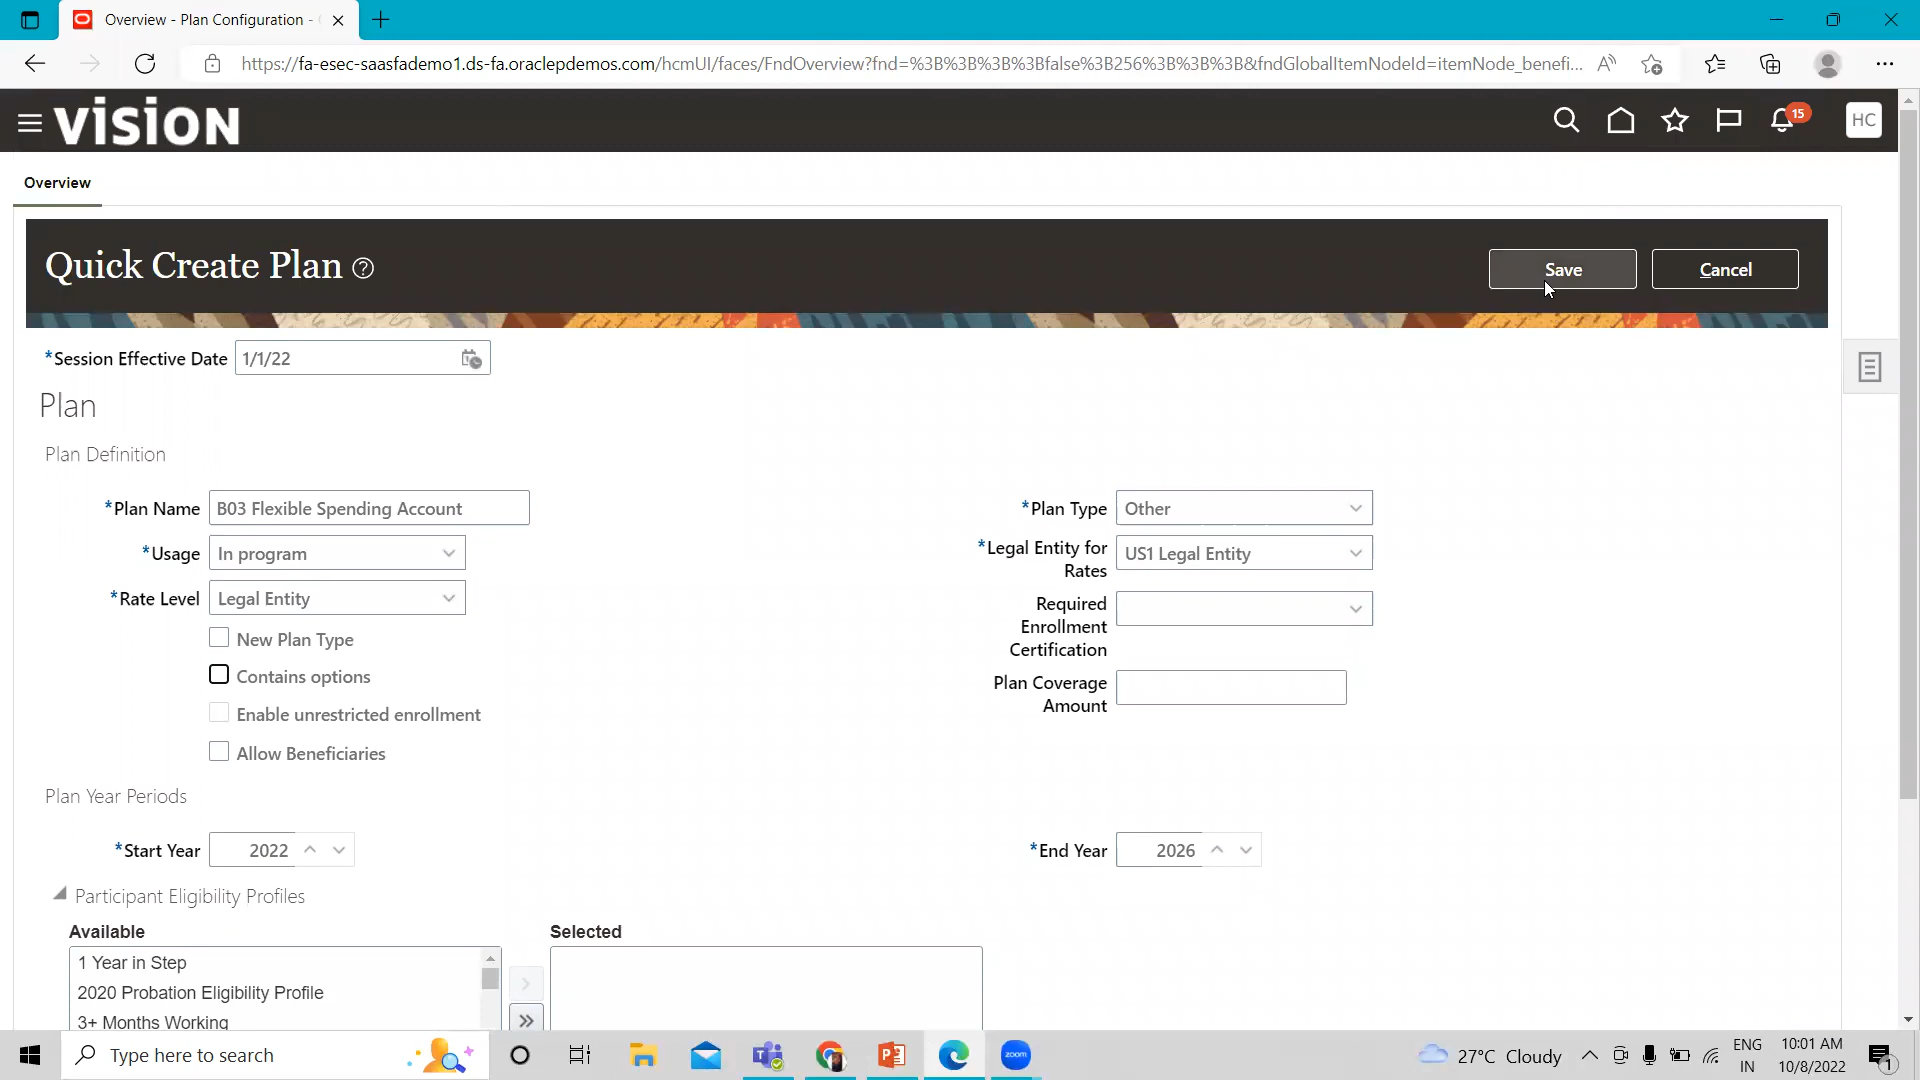 Overview - Plan Configuration -
https://fa-esec-saasfademo1.ds-fa.oraclepdemos.com/hcmUI/faces/FndOverview?fnd=%3B%3B%3B%3Bfalse%3B256%3B%3B%3B&fndGlobalItemNodeId=itemNode_benefi...
vision
15
HC
Overview
Quick Create Plan
Save
Cancel
*Session Effective Date 1/1/22
Plan
Plan Definition
*Plan Name B03 Flexible Spending Account
*Plan Type Other
*Usage In program
*Legal Entity for
Rates
US1 Legal Entity
*Rate Level Legal Entity
Required
Enrollment
Certification
New Plan Type
Contains options
Plan Coverage
Amount
Enable unrestricted enrollment
Allow Beneficiaries
Plan Year Periods
*Start Year 2022
*End Year 2026
Participant Eligibility Profiles
Available
Selected
1 Year in Step
2020 Probation Eligibility Profile
3+ Months Working
Type here to search
zoom
27°C Cloudy
ENG
IN
10:01 AM
10/8/2022
1